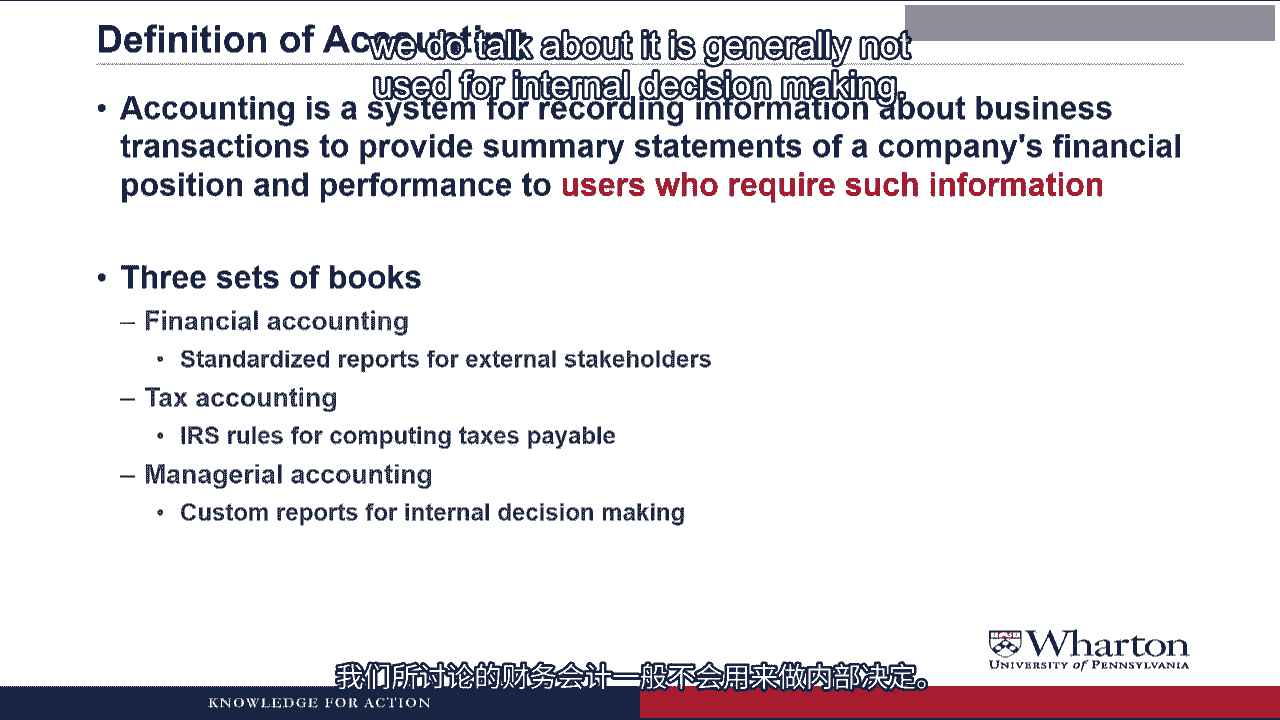 Definition of Accounting
we do talk about it is generally not
used for internal decision making.
• Accounting is a system for recording information about business
transactions to provide summary statements of a company's financial
position and performance to users who require such information
• Three sets of books
– Financial accounting
• Standardized reports for external stakeholders
– Tax accounting
• IRS rules for computing taxes payable
– Managerial accounting
• Custom reports for internal decision making
Wharton
UNIVERSITY of PENNSYLVANIA
我们所讨论的财务会计一般不会用来做内部决定。
KNOWLEDGE FOR ACTION